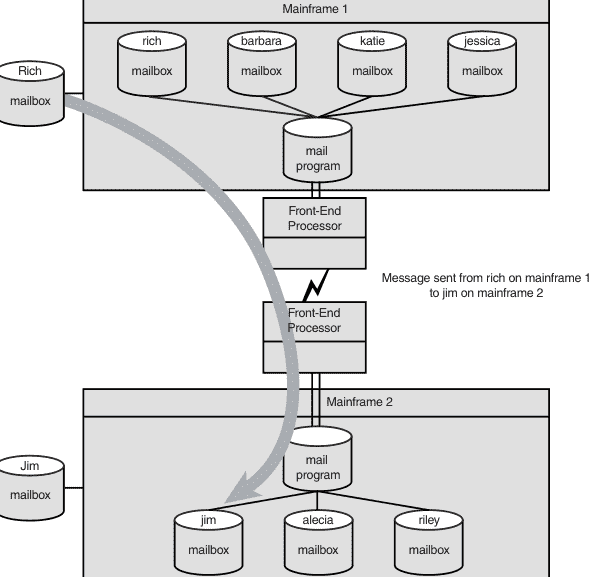 Mainframe 1
rich
barbara
katie
jessica
mailbox
mailbox
mailbox
mailbox
Rich
mailbox
mail
program
Front-End
Processor
Message sent from rich on mainframe 1
to jim on mainframe 2
Front-End
Processor
Mainframe 2
mail
program
Jim
mailbox
jim
alecia
riley
mailbox
mailbox
mailbox